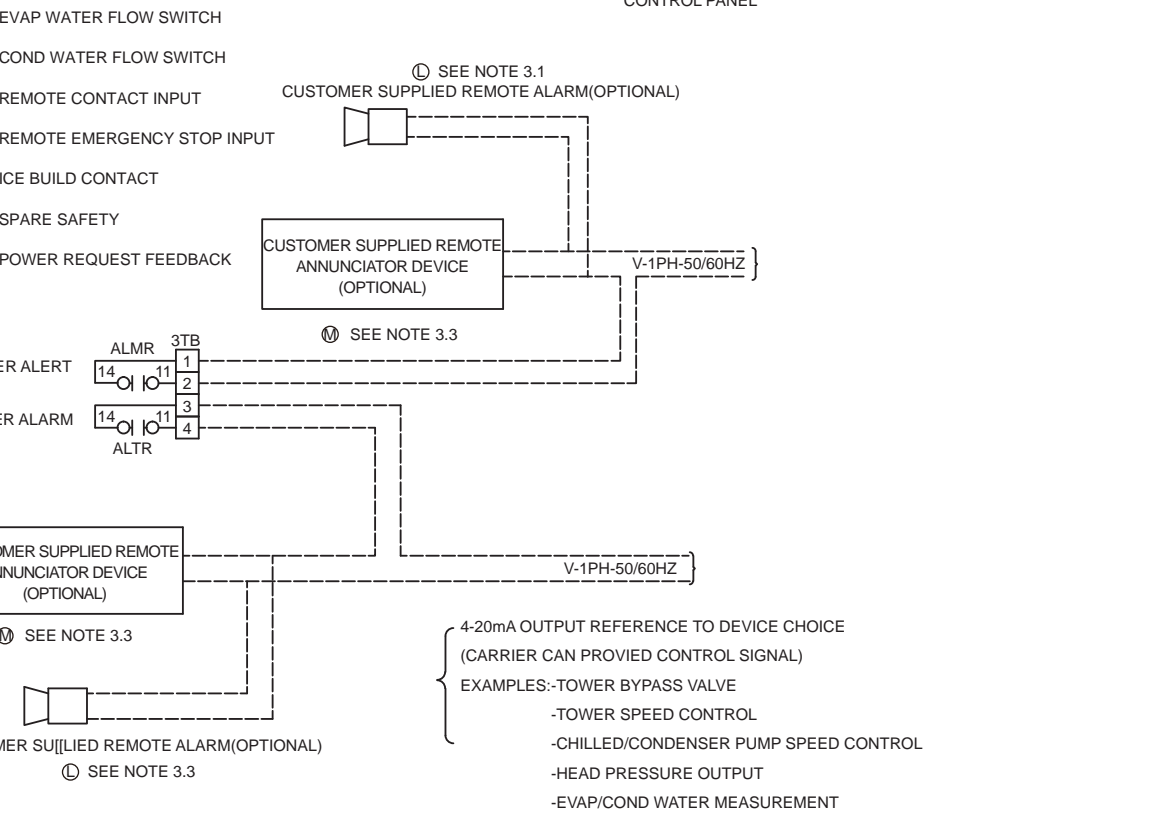 CONTROL PANEL
EVAP WATER FLOW SWITCH
COND WATER FLOW SWITCH
REMOTE CONTACT INPUT
REMOTE EMERGENCY STOP INPUT
ICE BUILD CONTACT
SPARE SAFETY
POWER REQUEST FEEDBACK
Ⓛ SEE NOTE 3.1
CUSTOMER SUPPLIED REMOTE ALARM(OPTIONAL)
CUSTOMER SUPPLIED REMOTE
ANNUNCIATOR DEVICE
(OPTIONAL)
V-1PH-50/60HZ
Ⓜ SEE NOTE 3.3
ER ALERT
ALMR
3TB
14
11
1
2
ER ALARM
14
11
3
4
ALTR
OMER SUPPLIED REMOTE
NNUNCIATOR DEVICE
(OPTIONAL)
V-1PH-50/60HZ
Ⓜ SEE NOTE 3.3
MER SU[[LIED REMOTE ALARM(OPTIONAL)
Ⓛ SEE NOTE 3.3
4-20mA OUTPUT REFERENCE TO DEVICE CHOICE
(CARRIER CAN PROVIED CONTROL SIGNAL)
EXAMPLES:-TOWER BYPASS VALVE
-TOWER SPEED CONTROL
-CHILLED/CONDENSER PUMP SPEED CONTROL
-HEAD PRESSURE OUTPUT
-EVAP/COND WATER MEASUREMENT